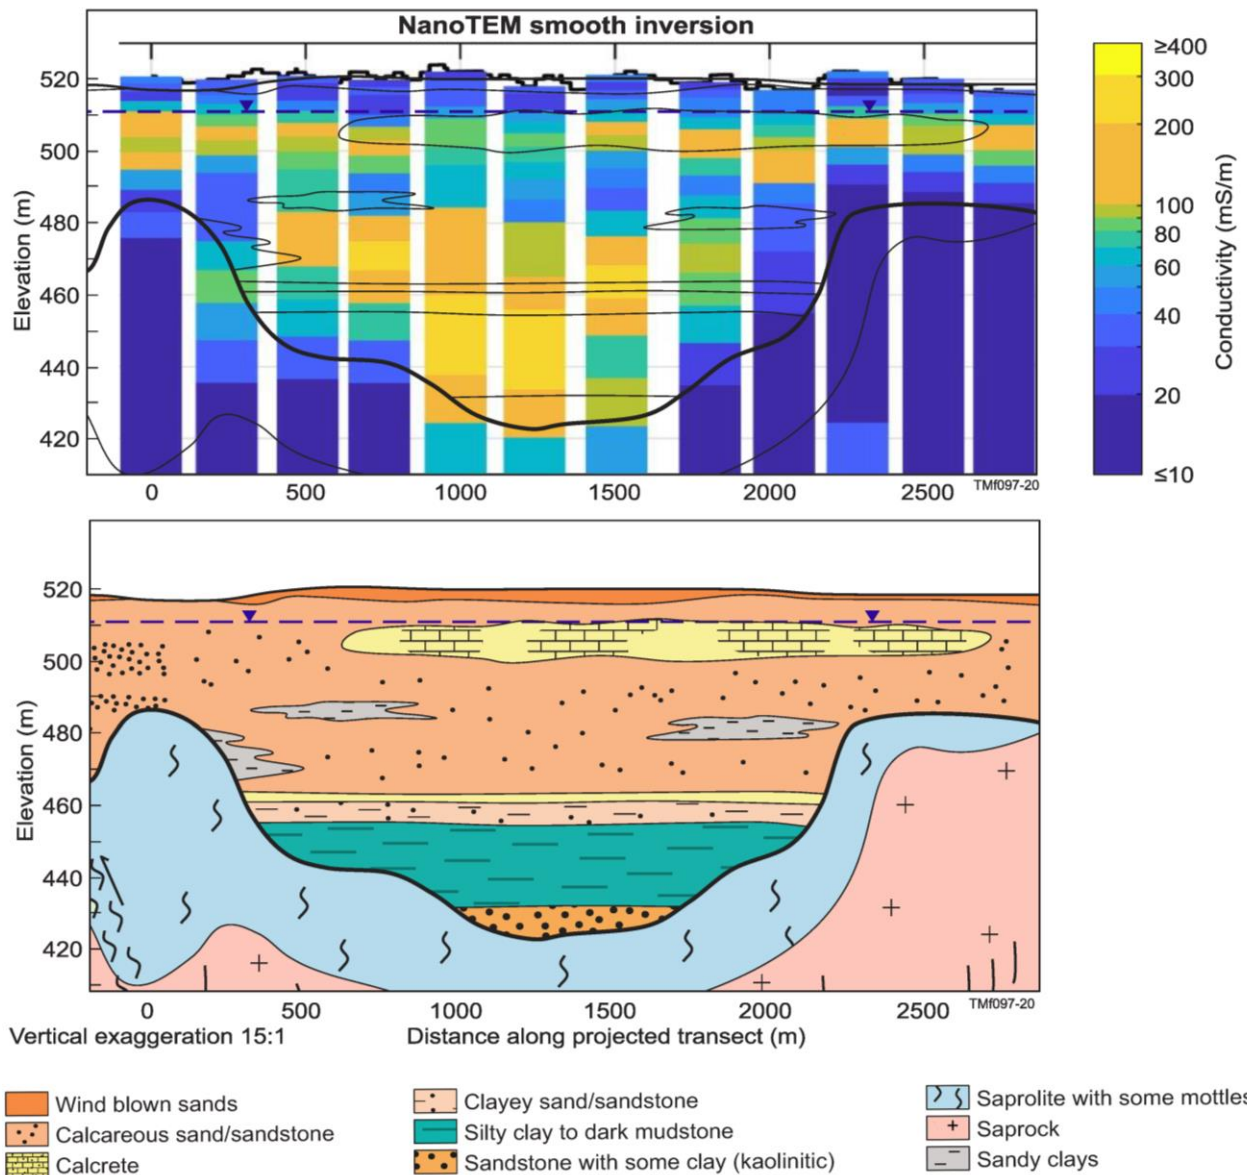 NanoTEM smooth inversion
520
500
480
460
440
420
Elevation (m)
0 500 1000 1500 2000 2500
TMf097-20
≥400
300
200
100
80
60
40
20
≤10
Conductivity (mS/m)
520
500
480
460
440
420
Elevation (m)
0 500 1000 1500 2000 2500
TMf097-20
Vertical exaggeration 15:1 Distance along projected transect (m)
Wind blown sands
Calcareous sand/sandstone
Calcrete
Clayey sand/sandstone
Silty clay to dark mudstone
Sandstone with some clay (kaolinitic)
Saprolite with some mottles
Saprock
Sandy clays